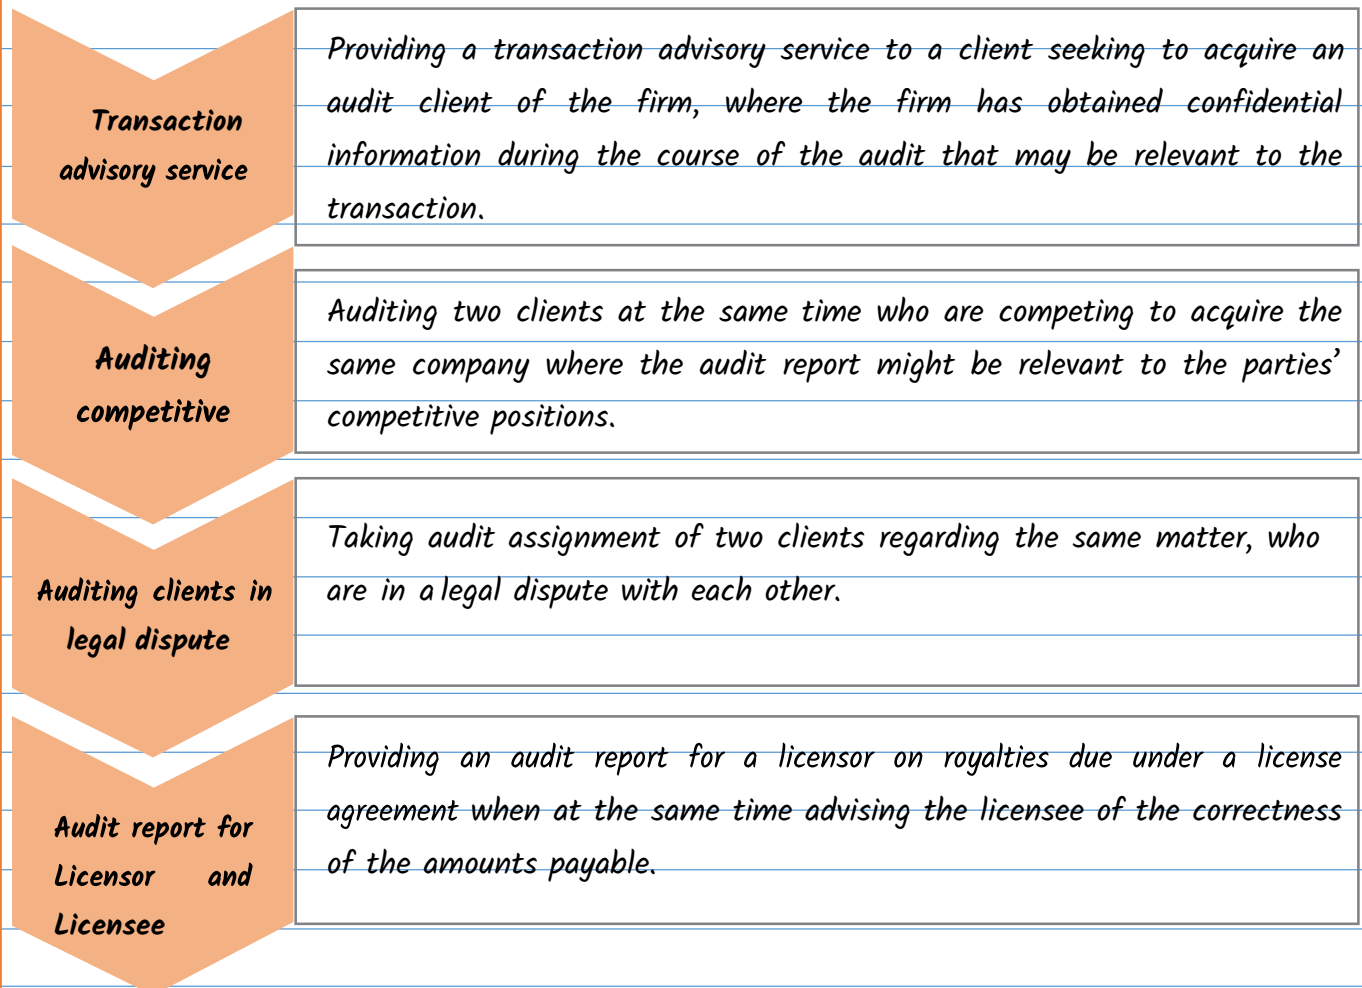 Transaction
advisory service
Providing a transaction advisory service to a client seeking to acquire an
audit client of the firm, where the firm has obtained confidential
information during the course of the audit that may be relevant to the
transaction.
Auditing
competitive
Auditing two clients at the same time who are competing to acquire the
same company where the audit report might be relevant to the parties’
competitive positions.
Auditing clients in
legal dispute
Taking audit assignment of two clients regarding the same matter, who
are in a legal dispute with each other.
Audit report for
Licensor and
Licensee
Providing an audit report for a licensor on royalties due under a license
agreement when at the same time advising the licensee of the correctness
of the amounts payable.